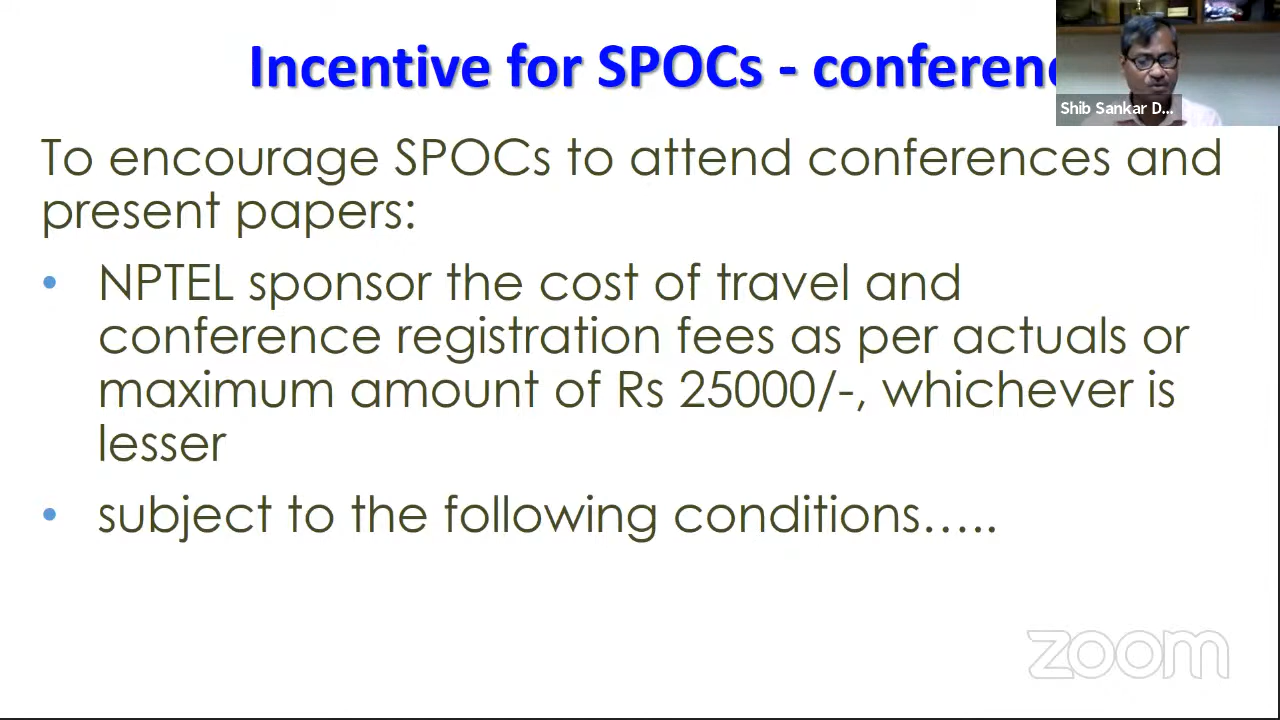 Incentive for SPOCs - conferen
Shib Sankar D...
To encourage SPOCs to attend conferences and
present papers:
• NPTEL sponsor the cost of travel and
conference registration fees as per actuals or
maximum amount of Rs 25000/-, whichever is
lesser
• subject to the following conditions.....
zoom